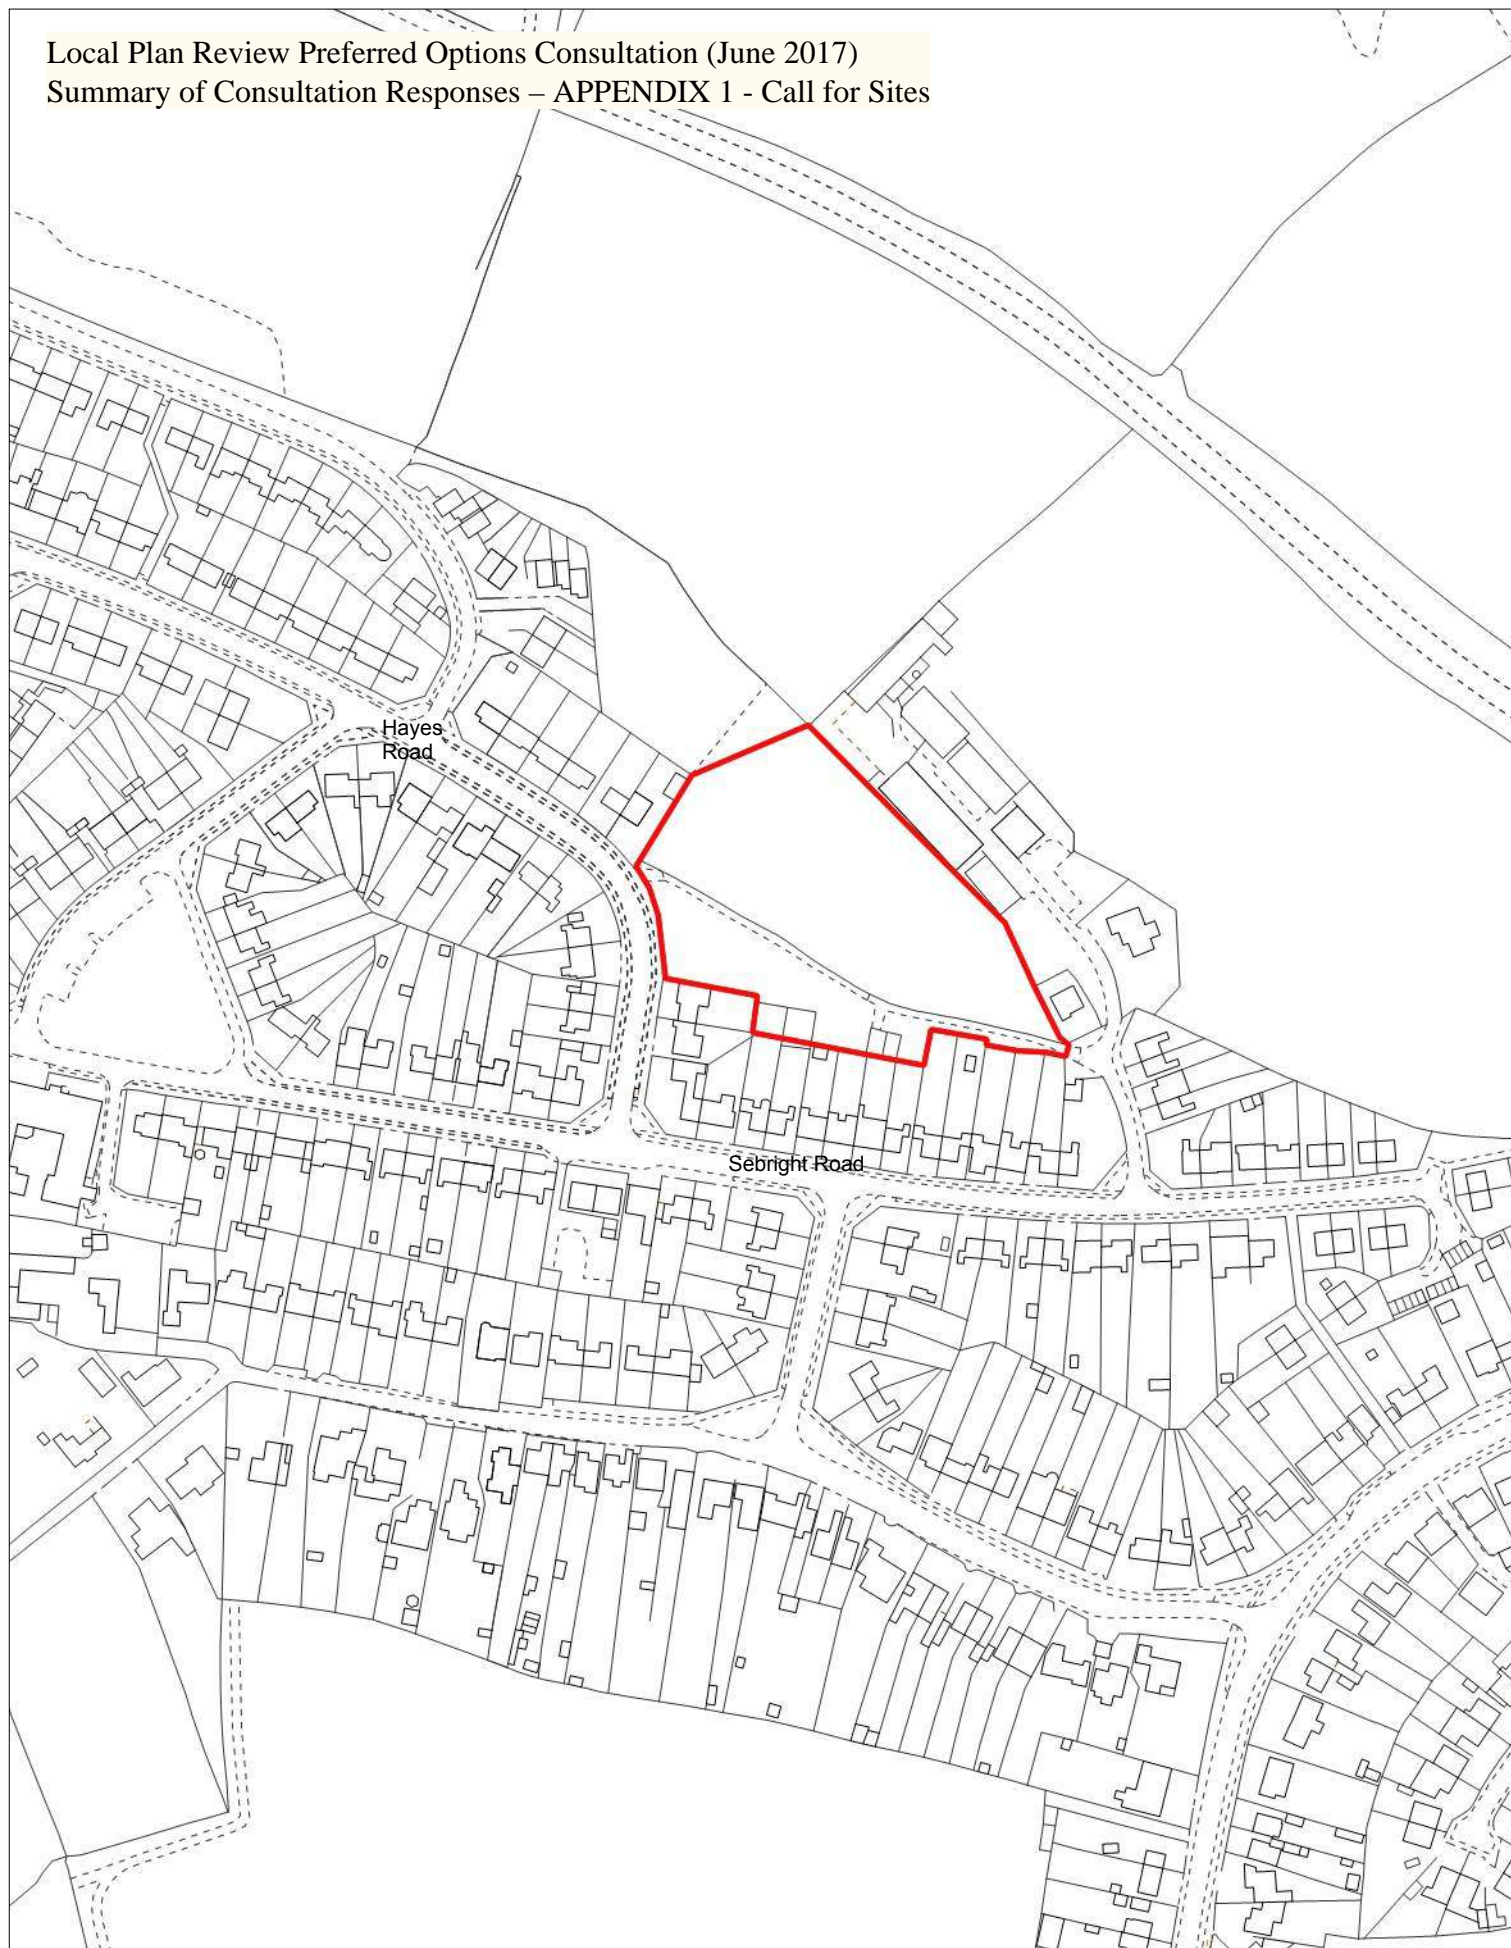 Local Plan Review Preferred Options Consultation (June 2017)
Summary of Consultation Responses – APPENDIX 1 - Call for Sites
Hayes
Road
Sebright Road